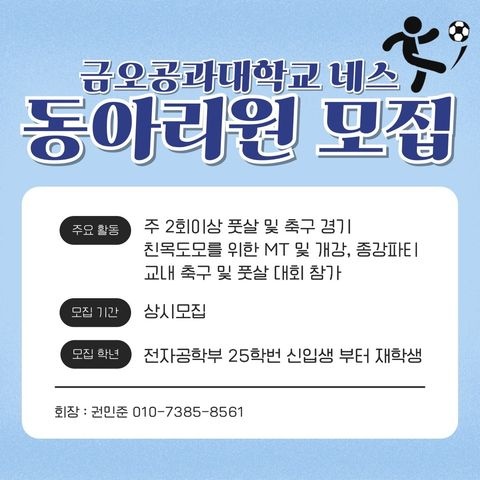 금오공과대학교 네스
동아리원 모집
주요 활동
주 2회이상 풋살 및 축구 경기
친목도모를 위한 MT 및 개강, 종강파티
교내 축구 및 풋살 대회 참가
모집 기간
상시모집
모집 학년
전자공학부 25학번 신입생 부터 재학생
회장 : 권민준 010-7385-8561